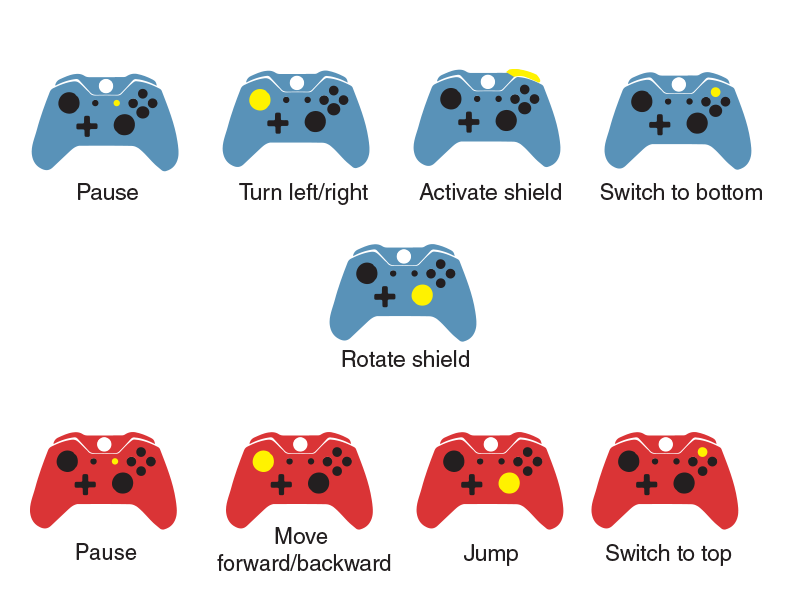 Pause
Turn left/right
Activate shield
Switch to bottom
Rotate shield
Pause
Move
forward/backward
Jump
Switch to top